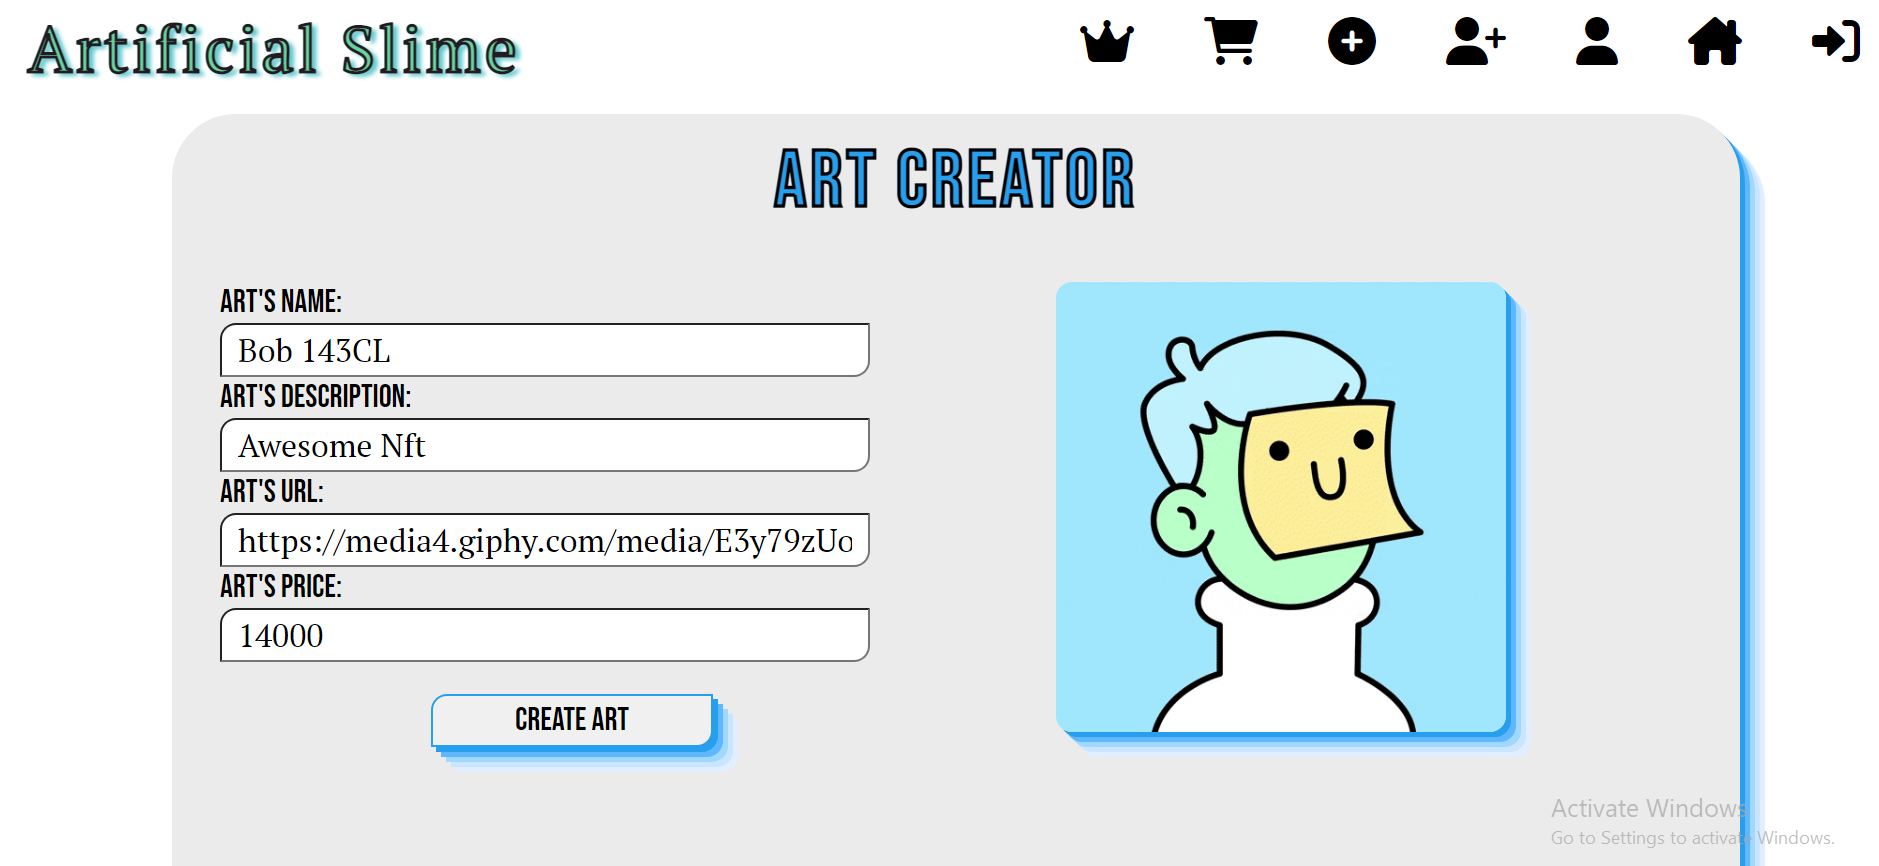 Artificial Slime
ART CREATOR
ART'S NAME:
Bob 143CL
ART'S DESCRIPTION:
Awesome Nft
ART'S URL:
https://media4.giphy.com/media/E3y79zUo
ART'S PRICE:
14000
CREATE ART
Activate Windows
Go to Settings to activate Windows.